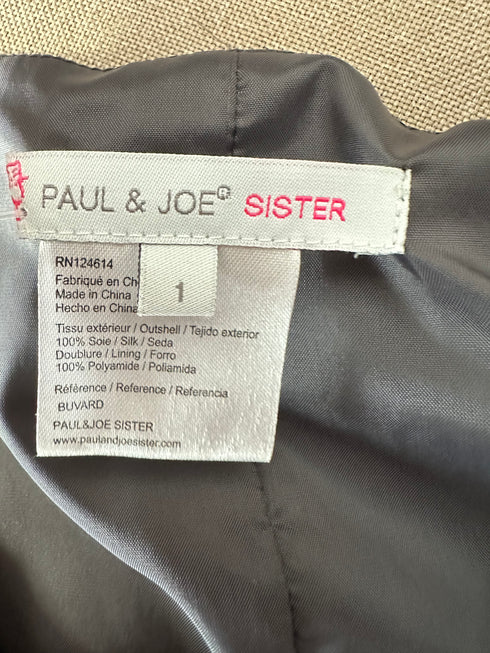 PAUL & JOE® SISTER
RN124614
Fabriqué en Ch
Made in China
Hecho en China
1
Tissu extérieur / Outshell / Tejido exterior
100% Soie / Silk / Seda
Doublure / Lining / Forro
100% Polyamide / Poliamida
Référence / Reference / Referencia
BUVARD
PAUL&JOE SISTER
www.paulandjoesister.com